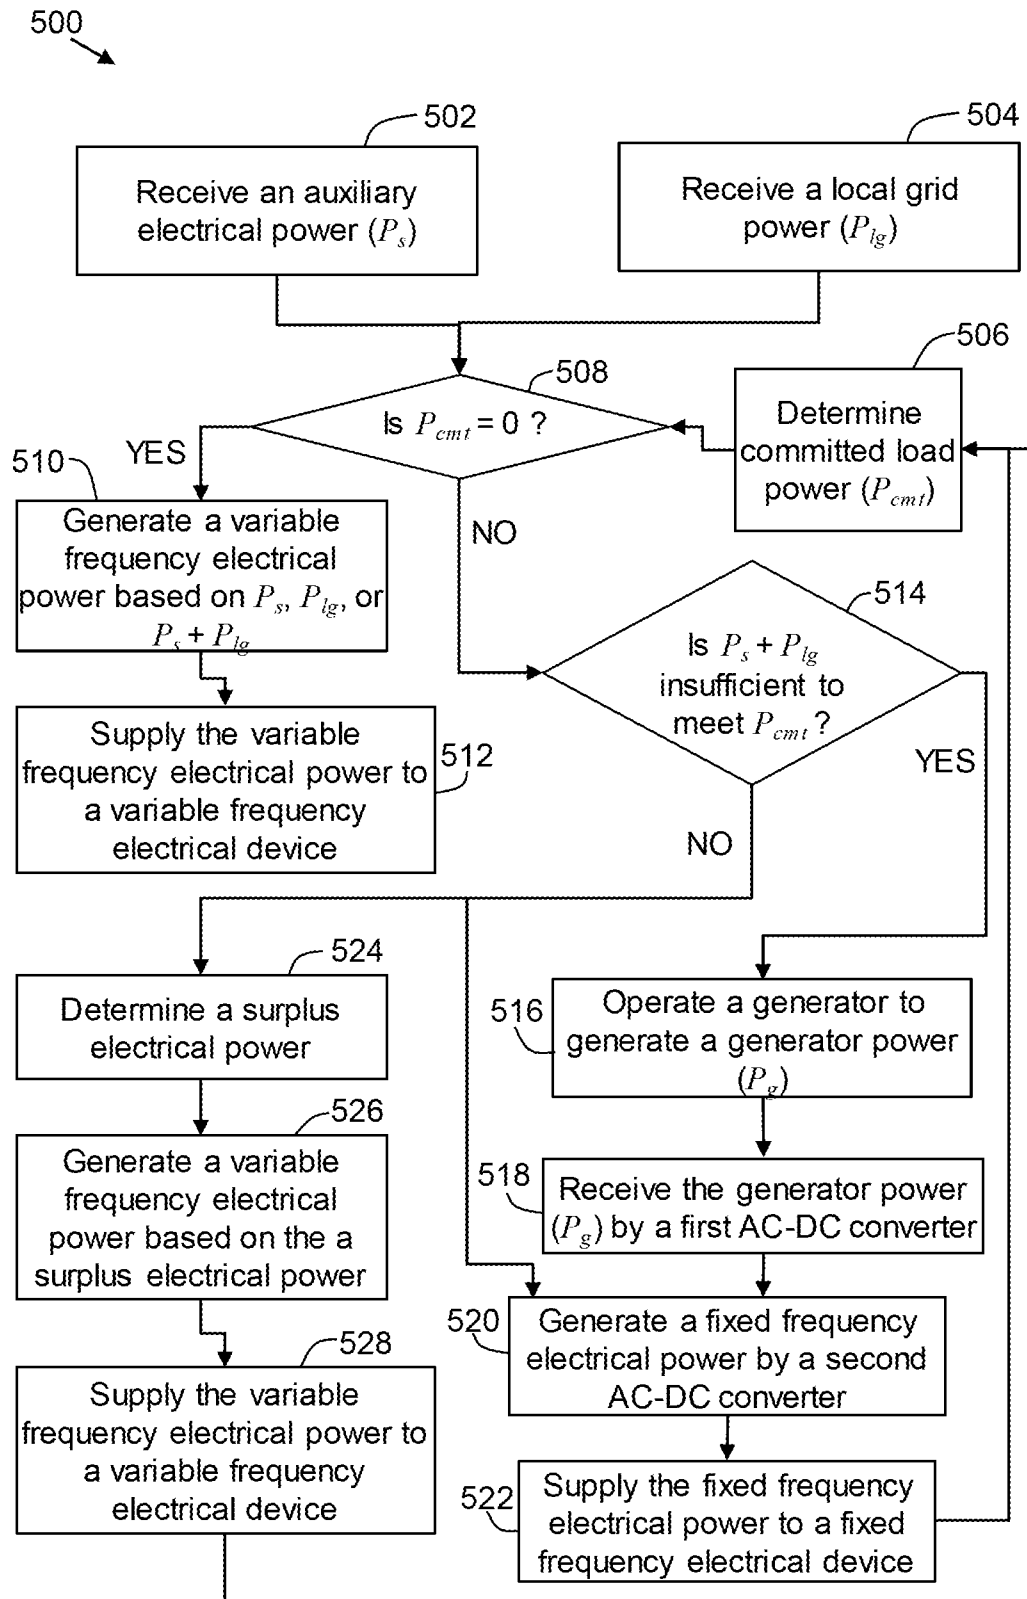 500
502
504
Receive an auxiliary
electrical power (Ps)
Receive a local grid
power (Plg)
506
508
Is Pcmt = 0 ?
Determine
committed load
power (Pcmt)
YES
510
Generate a variable
frequency electrical
power based on Ps, Plg, or
Ps + Plg
NO
514
Is Ps + Plg
insufficient to
meet Pcmt ?
Supply the variable
frequency electrical power to
a variable frequency
electrical device
512
YES
NO
524
Determine a surplus
electrical power
516
Operate a generator to
generate a generator power
(Pg)
526
Generate a variable
frequency electrical
power based on the a
surplus electrical power
518
Receive the generator power
(Pg) by a first AC-DC converter
520
Generate a fixed frequency
electrical power by a second
AC-DC converter
528
Supply the variable
frequency electrical power to
a variable frequency
electrical device
522
Supply the fixed frequency
electrical power to a fixed
frequency electrical device